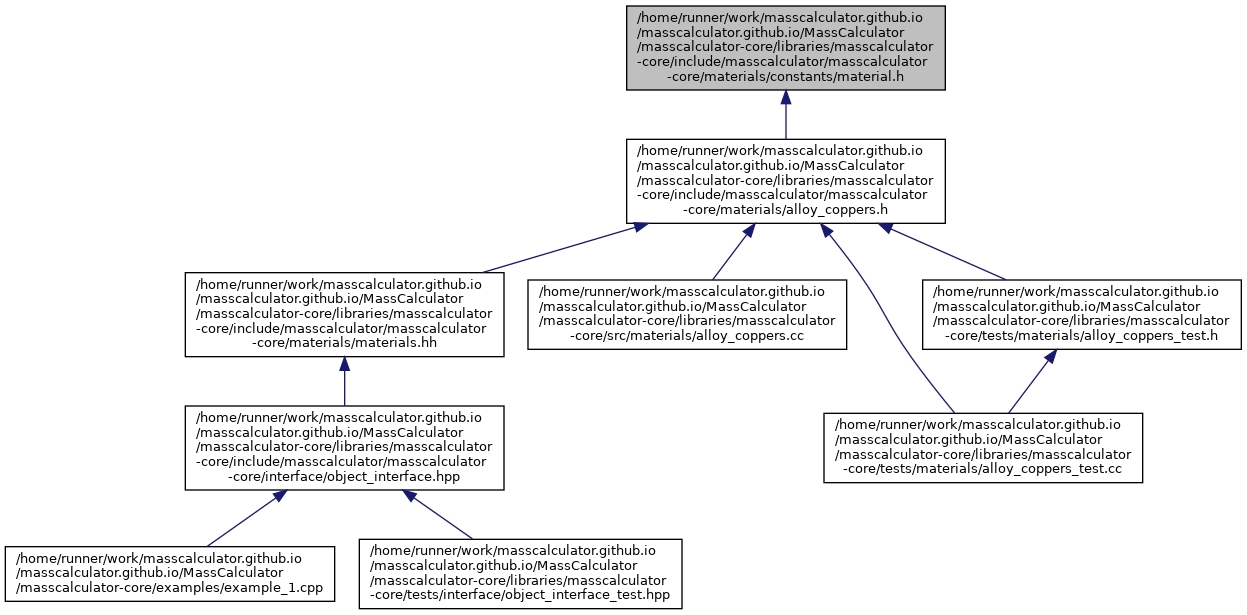 /home/runner/work/masscalculator.github.io
/masscalculator.github.io/MassCalculator
/masscalculator-core/libraries/masscalculator
-core/include/masscalculator/masscalculator
-core/materials/constants/material.h
/home/runner/work/masscalculator.github.io
/masscalculator.github.io/MassCalculator
/masscalculator-core/libraries/masscalculator
-core/include/masscalculator/masscalculator
-core/materials/alloy_coppers.h
/home/runner/work/masscalculator.github.io
/masscalculator.github.io/MassCalculator
/masscalculator-core/libraries/masscalculator
-core/include/masscalculator/masscalculator
-core/materials/materials.hh
/home/runner/work/masscalculator.github.io
/masscalculator.github.io/MassCalculator
/masscalculator-core/libraries/masscalculator
-core/src/materials/alloy_coppers.cc
/home/runner/work/masscalculator.github.io
/masscalculator.github.io/MassCalculator
/masscalculator-core/libraries/masscalculator
-core/tests/materials/alloy_coppers_test.h
/home/runner/work/masscalculator.github.io
/masscalculator.github.io/MassCalculator
/masscalculator-core/libraries/masscalculator
-core/include/masscalculator/masscalculator
-core/interface/object_interface.hpp
/home/runner/work/masscalculator.github.io
/masscalculator.github.io/MassCalculator
/masscalculator-core/libraries/masscalculator
-core/tests/materials/alloy_coppers_test.cc
/home/runner/work/masscalculator.github.io
/masscalculator.github.io/MassCalculator
/masscalculator-core/examples/example_1.cpp
/home/runner/work/masscalculator.github.io
/masscalculator.github.io/MassCalculator
/masscalculator-core/libraries/masscalculator
-core/tests/interface/object_interface_test.hpp